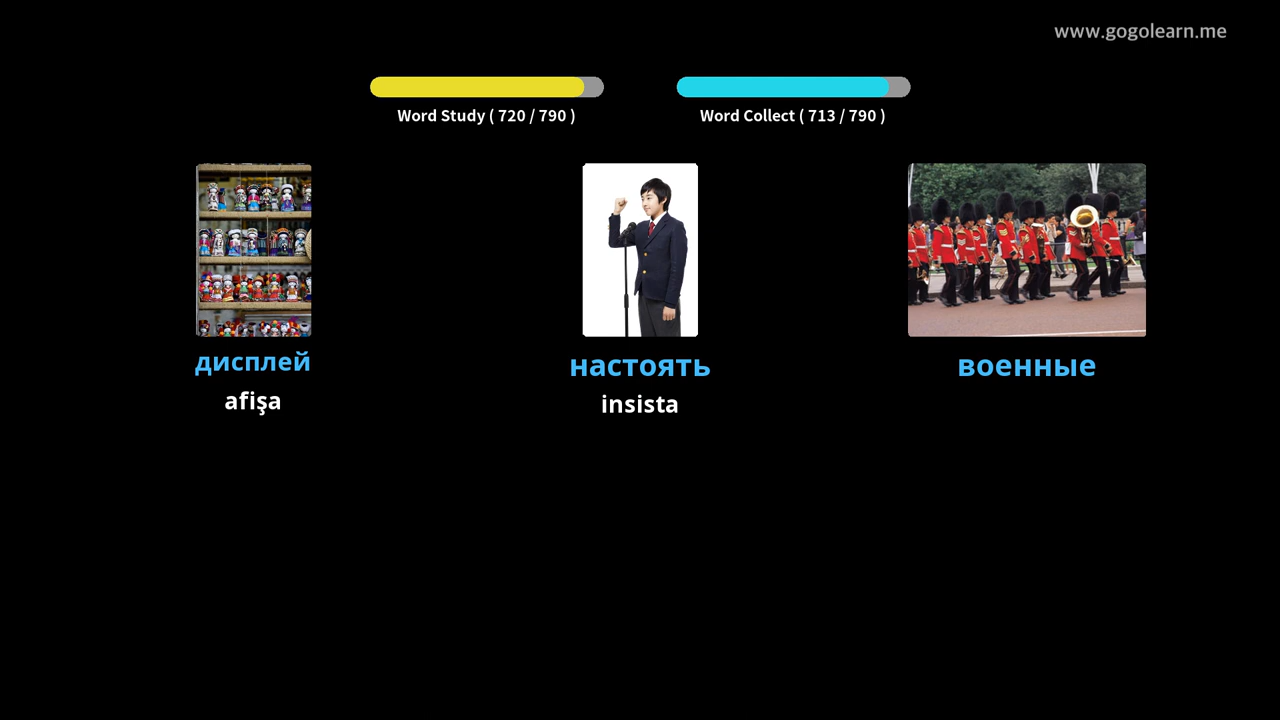 www.gogolearn.me
Word Study ( 720 / 790 )
Word Collect ( 713 / 790 )
дисплей
настоять
военные
afişa
insista